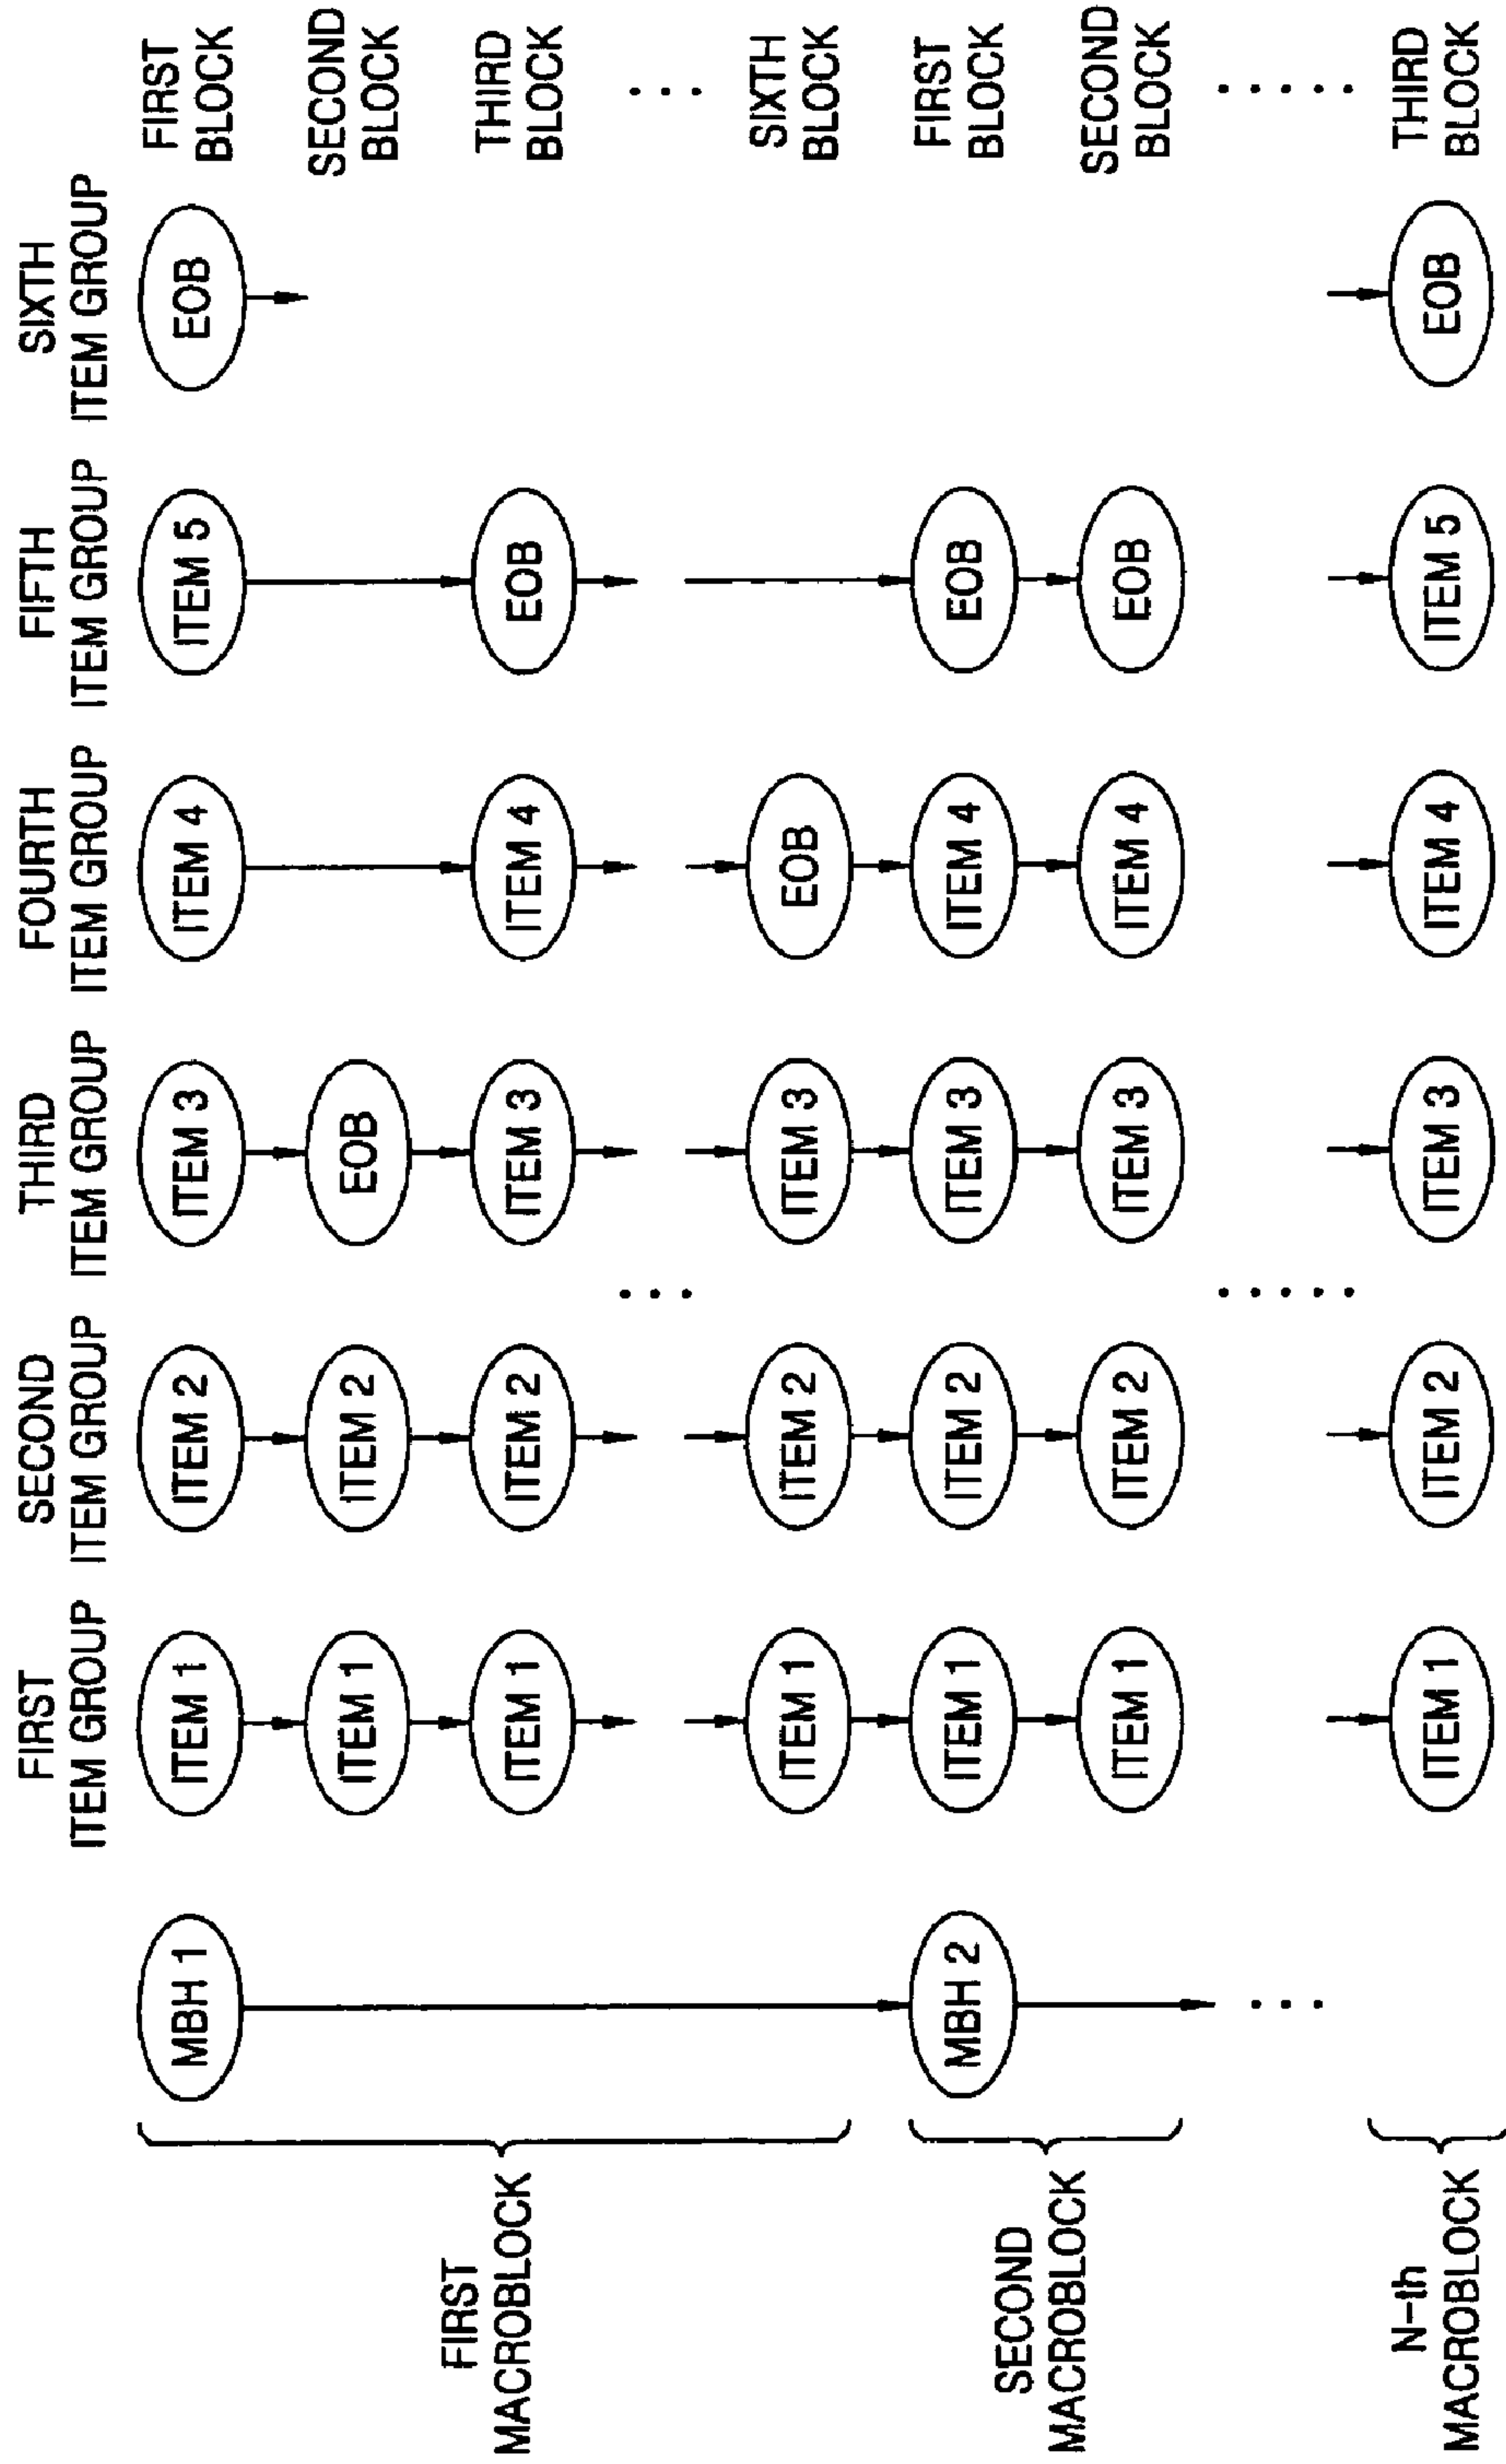 FIRST
ITEM GROUP
SECOND
ITEM GROUP
THIRD
ITEM GROUP
FOURTH
ITEM GROUP
FIFTH
ITEM GROUP
SIXTH
ITEM GROUP
FIRST
MACROBLOCK
MBH 1
ITEM 1
ITEM 2
ITEM 3
ITEM 4
ITEM 5
EOB
FIRST
BLOCK
ITEM 1
ITEM 2
EOB
SECOND
BLOCK
ITEM 1
ITEM 2
ITEM 3
ITEM 4
EOB
THIRD
BLOCK
ITEM 1
ITEM 2
ITEM 3
EOB
SIXTH
BLOCK
SECOND
MACROBLOCK
MBH 2
ITEM 1
ITEM 2
ITEM 3
ITEM 4
EOB
FIRST
BLOCK
ITEM 1
ITEM 2
ITEM 3
ITEM 4
EOB
SECOND
BLOCK
N-th
MACROBLOCK
ITEM 1
ITEM 2
ITEM 3
ITEM 4
ITEM 5
EOB
THIRD
BLOCK